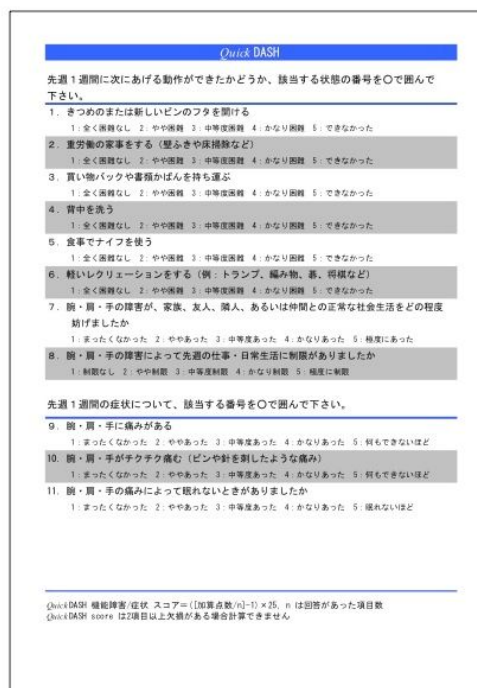 Quick DASH
先週１週間に次にあげる動作ができたかどうか、該当する状態の番号を○で囲んで
下さい。
1. きつめのまたは新しいビンのフタを開ける
1：全く困難なし 2：やや困難 3：中等度困難 4：かなり困難 5：できなかった
2. 重労働の家事をする（壁ふきや床掃除など）
1：全く困難なし 2：やや困難 3：中等度困難 4：かなり困難 5：できなかった
3. 買い物バックや書類かばんを持ち運ぶ
1：全く困難なし 2：やや困難 3：中等度困難 4：かなり困難 5：できなかった
4. 背中を洗う
1：全く困難なし 2：やや困難 3：中等度困難 4：かなり困難 5：できなかった
5. 食事でナイフを使う
1：全く困難なし 2：やや困難 3：中等度困難 4：かなり困難 5：できなかった
6. 軽いレクリェーションをする（例：トランプ、編み物、碁、将棋など）
1：全く困難なし 2：やや困難 3：中等度困難 4：かなり困難 5：できなかった
7. 腕・肩・手の障害が、家族、友人、隣人、あるいは仲間との正常な社会生活をどの程度
妨げましたか
1：まったくなかった 2：ややあった 3：中等度あった 4：かなりあった 5：極度にあった
8. 腕・肩・手の障害によって先週の仕事・日常生活に制限がありましたか
1：制限なし 2：やや制限 3：中等度制限 4：かなり制限 5：極度に制限
先週１週間の症状について、該当する番号を○で囲んで下さい。
9. 腕・肩・手に痛みがある
1：まったくなかった 2：ややあった 3：中等度あった 4：かなりあった 5：何もできないほど
10. 腕・肩・手がチクチク痛む（ピンや針を刺したような痛み）
1：まったくなかった 2：ややあった 3：中等度あった 4：かなりあった 5：何もできないほど
11. 腕・肩・手の痛みによって眠れないときがありましたか
1：まったくなかった 2：ややあった 3：中等度あった 4：かなりあった 5：眠れないほど
QuickDASH 機能障害/症状 スコア＝([加算点数/n]-1)×25, n は回答があった項目数
QuickDASH score は2項目以上欠損がある場合計算できません